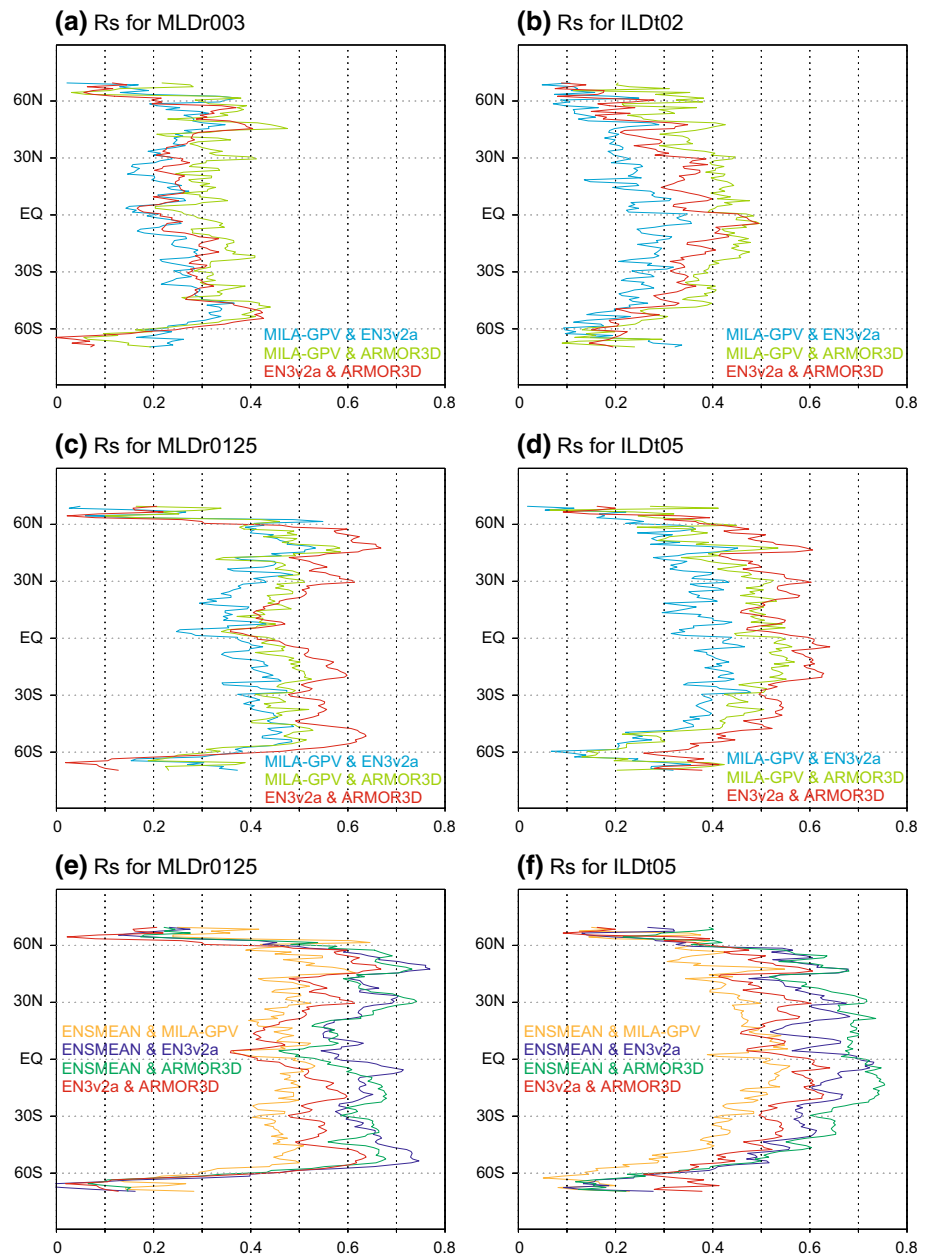 (a) Rs for MLDr003
60N
30N
EQ
30S
60S
MILA-GPV & EN3v2a
MILA-GPV & ARMOR3D
EN3v2a & ARMOR3D
0 0.2 0.4 0.6 0.8
(b) Rs for ILDt02
60N
30N
EQ
30S
60S
MILA-GPV & EN3v2a
MILA-GPV & ARMOR3D
EN3v2a & ARMOR3D
0 0.2 0.4 0.6 0.8
(c) Rs for MLDr0125
60N
30N
EQ
30S
60S
MILA-GPV & EN3v2a
MILA-GPV & ARMOR3D
EN3v2a & ARMOR3D
0 0.2 0.4 0.6 0.8
(d) Rs for ILDt05
60N
30N
EQ
30S
60S
MILA-GPV & EN3v2a
MILA-GPV & ARMOR3D
EN3v2a & ARMOR3D
0 0.2 0.4 0.6 0.8
(e) Rs for MLDr0125
60N
30N
ENSMEAN & MILA-GPV
ENSMEAN & EN3v2a
EQ
ENSMEAN & ARMOR3D
EN3v2a & ARMOR3D
30S
60S
0 0.2 0.4 0.6 0.8
(f) Rs for ILDt05
60N
30N
ENSMEAN & MILA-GPV
ENSMEAN & EN3v2a
EQ
ENSMEAN & ARMOR3D
EN3v2a & ARMOR3D
30S
60S
0 0.2 0.4 0.6 0.8